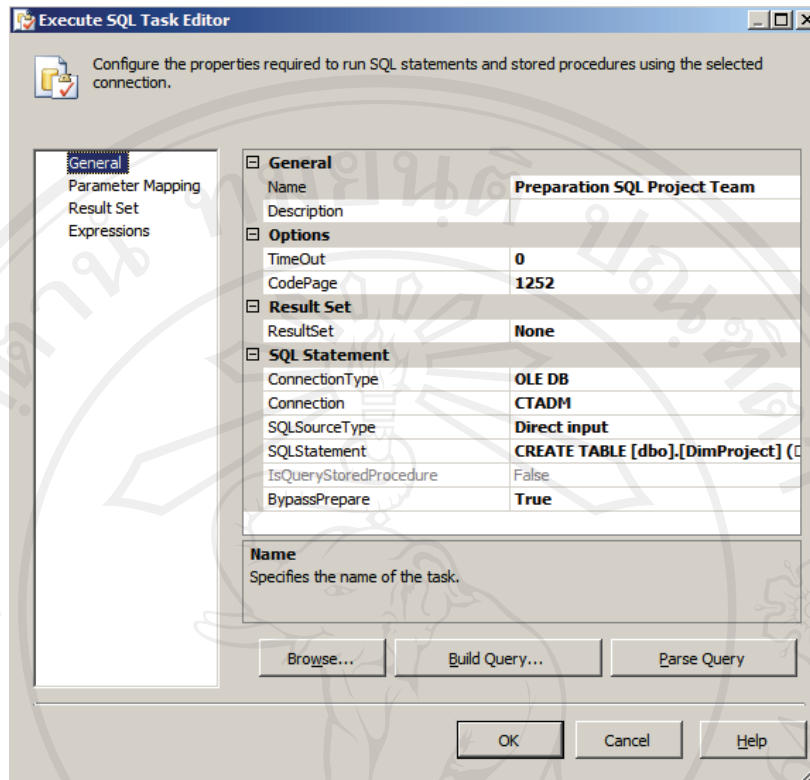 Execute SQL Task Editor
Configure the properties required to run SQL statements and stored procedures using the selected
connection.
General
Parameter Mapping
Result Set
Expressions
General
Name Preparation SQL Project Team
Description
Options
TimeOut 0
CodePage 1252
Result Set
ResultSet None
SQL Statement
ConnectionType OLE DB
Connection CTADM
SQLSourceType Direct input
SQLStatement CREATE TABLE [dbo].[DimProject] (
IsQueryStoredProcedure False
BypassPrepare True
Name
Specifies the name of the task.
Browse... Build Query... Parse Query
OK Cancel Help